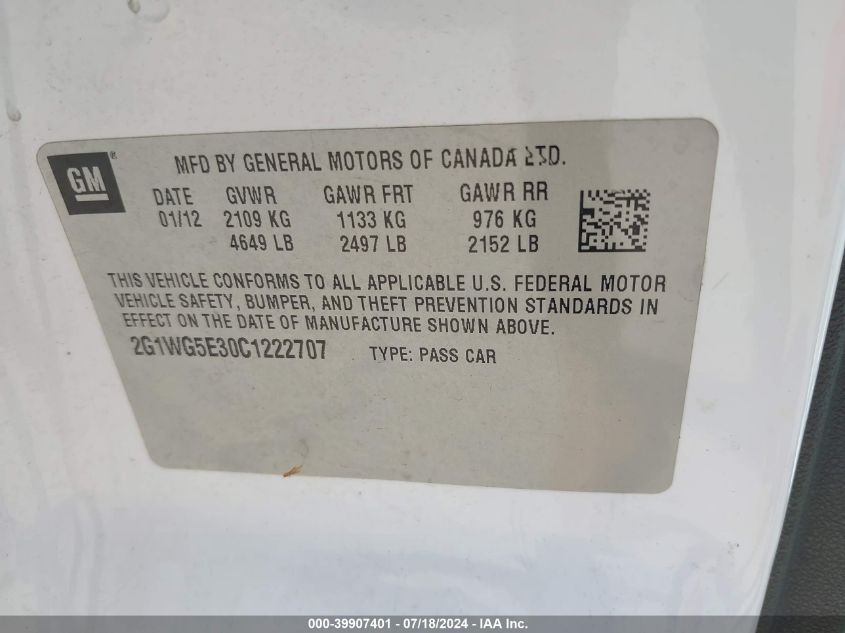 GM ®
MFD BY GENERAL MOTORS OF CANADA LTD.
DATE GVWR GAWR FRT GAWR RR
01/12 2109 KG 1133 KG 976 KG
4649 LB 2497 LB 2152 LB
THIS VEHICLE CONFORMS TO ALL APPLICABLE U.S. FEDERAL MOTOR
VEHICLE SAFETY, BUMPER, AND THEFT PREVENTION STANDARDS IN
EFFECT ON THE DATE OF MANUFACTURE SHOWN ABOVE.
2G1WG5E30C1222707 TYPE: PASS CAR
000-39907401 - 07/18/2024 - IAA Inc.